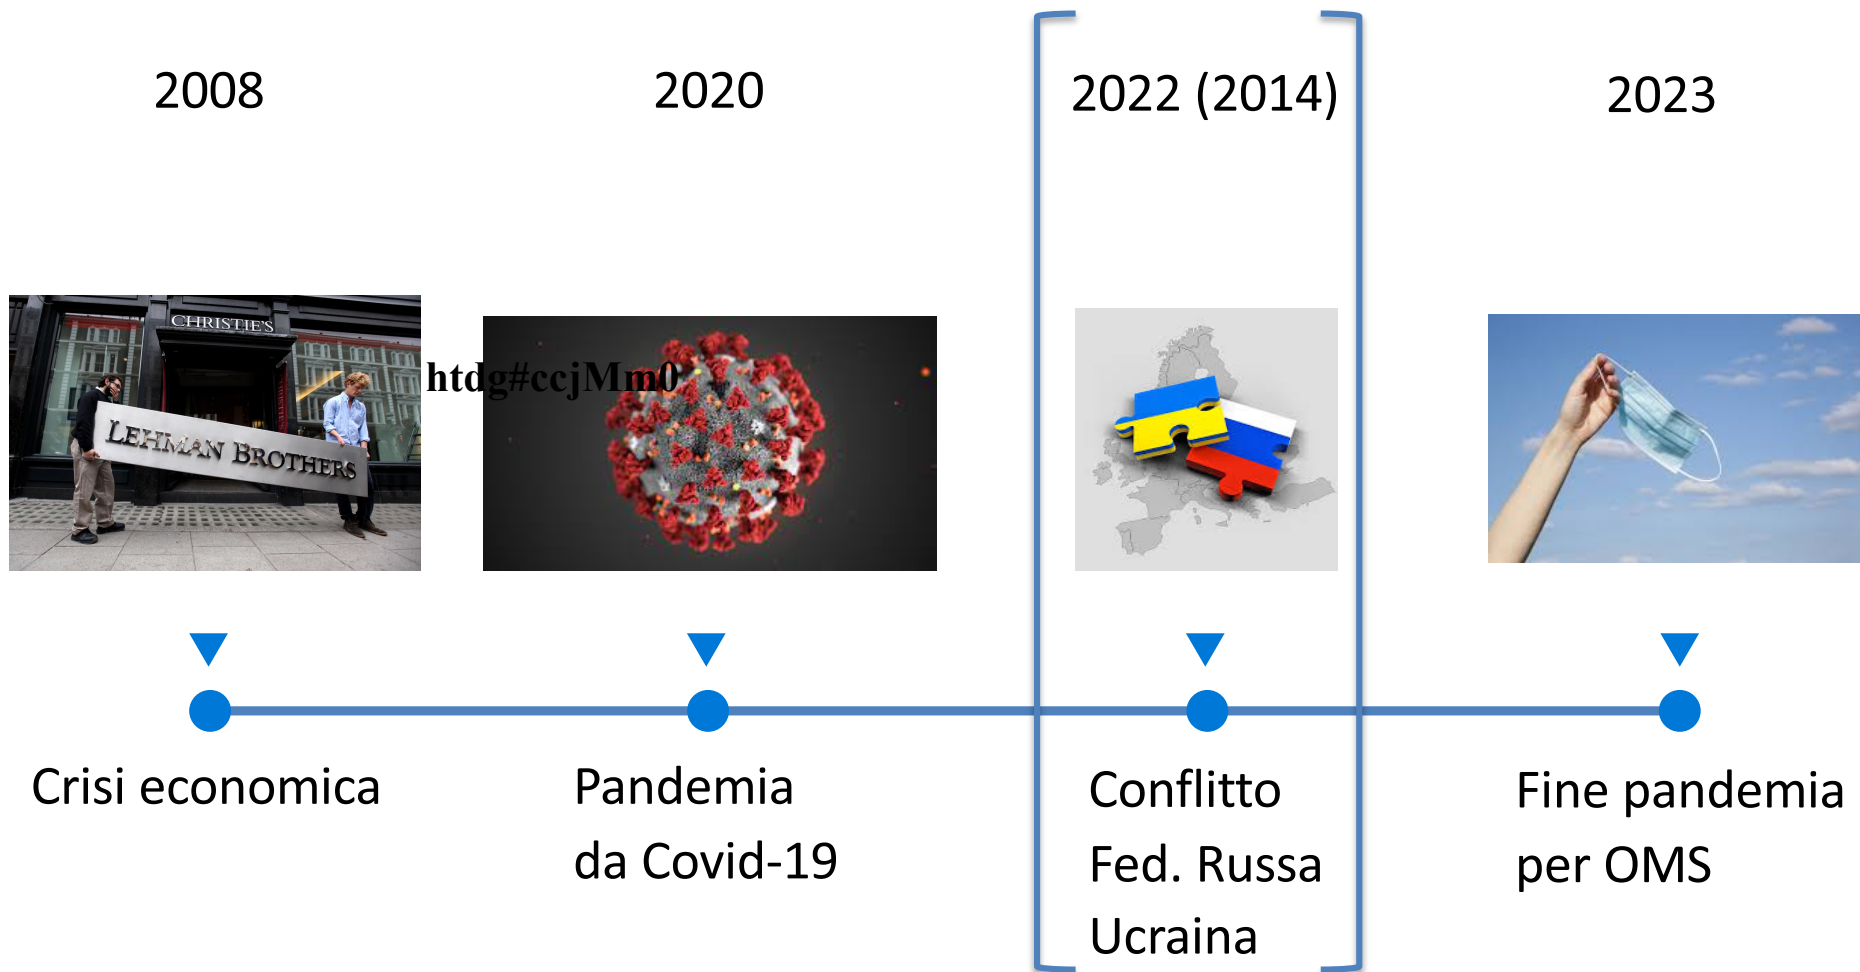 2008
2020
2022 (2014)
2023
CHRISTIE'S
LEHMAN BROTHERS
htdg#ccjMm0
Crisi economica
Pandemia
da Covid-19
Conflitto
Fed. Russa
Ucraina
Fine pandemia
per OMS